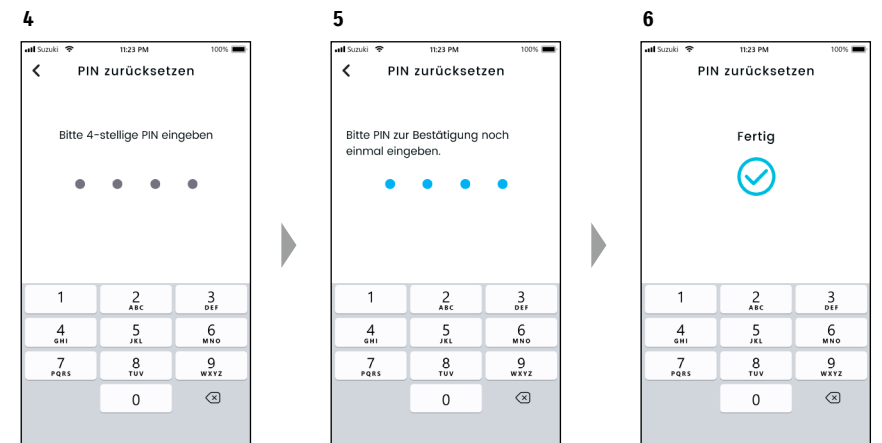 4
Suzuki 11:23 PM 100%
PIN zurücksetzen
Bitte 4-stellige PIN eingeben
1 2 3
ABC DEF
4 5 6
GHI JKL MNO
7 8 9
PQRS TUV WXYZ
0
5
Suzuki 11:23 PM 100%
PIN zurücksetzen
Bitte PIN zur Bestätigung noch
einmal eingeben.
1 2 3
ABC DEF
4 5 6
GHI JKL MNO
7 8 9
PQRS TUV WXYZ
0
6
Suzuki 11:23 PM 100%
PIN zurücksetzen
Fertig
1 2 3
ABC DEF
4 5 6
GHI JKL MNO
7 8 9
PQRS TUV WXYZ
0